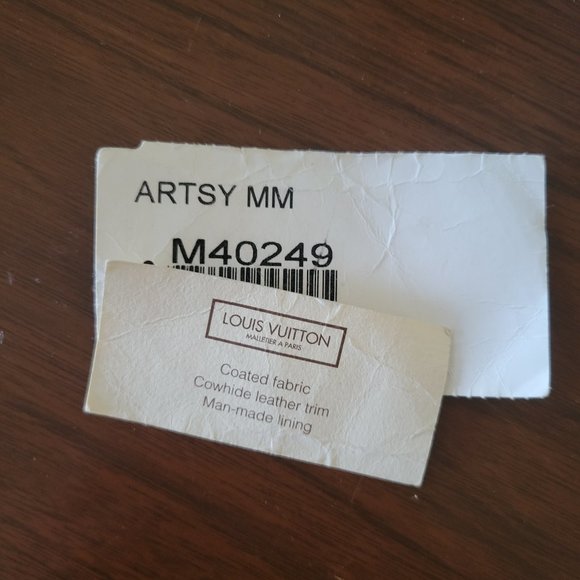 ARTSY MM
M40249
LOUIS VUITTON
MALLETIER A PARIS
Coated fabric
Cowhide leather trim
Man-made lining